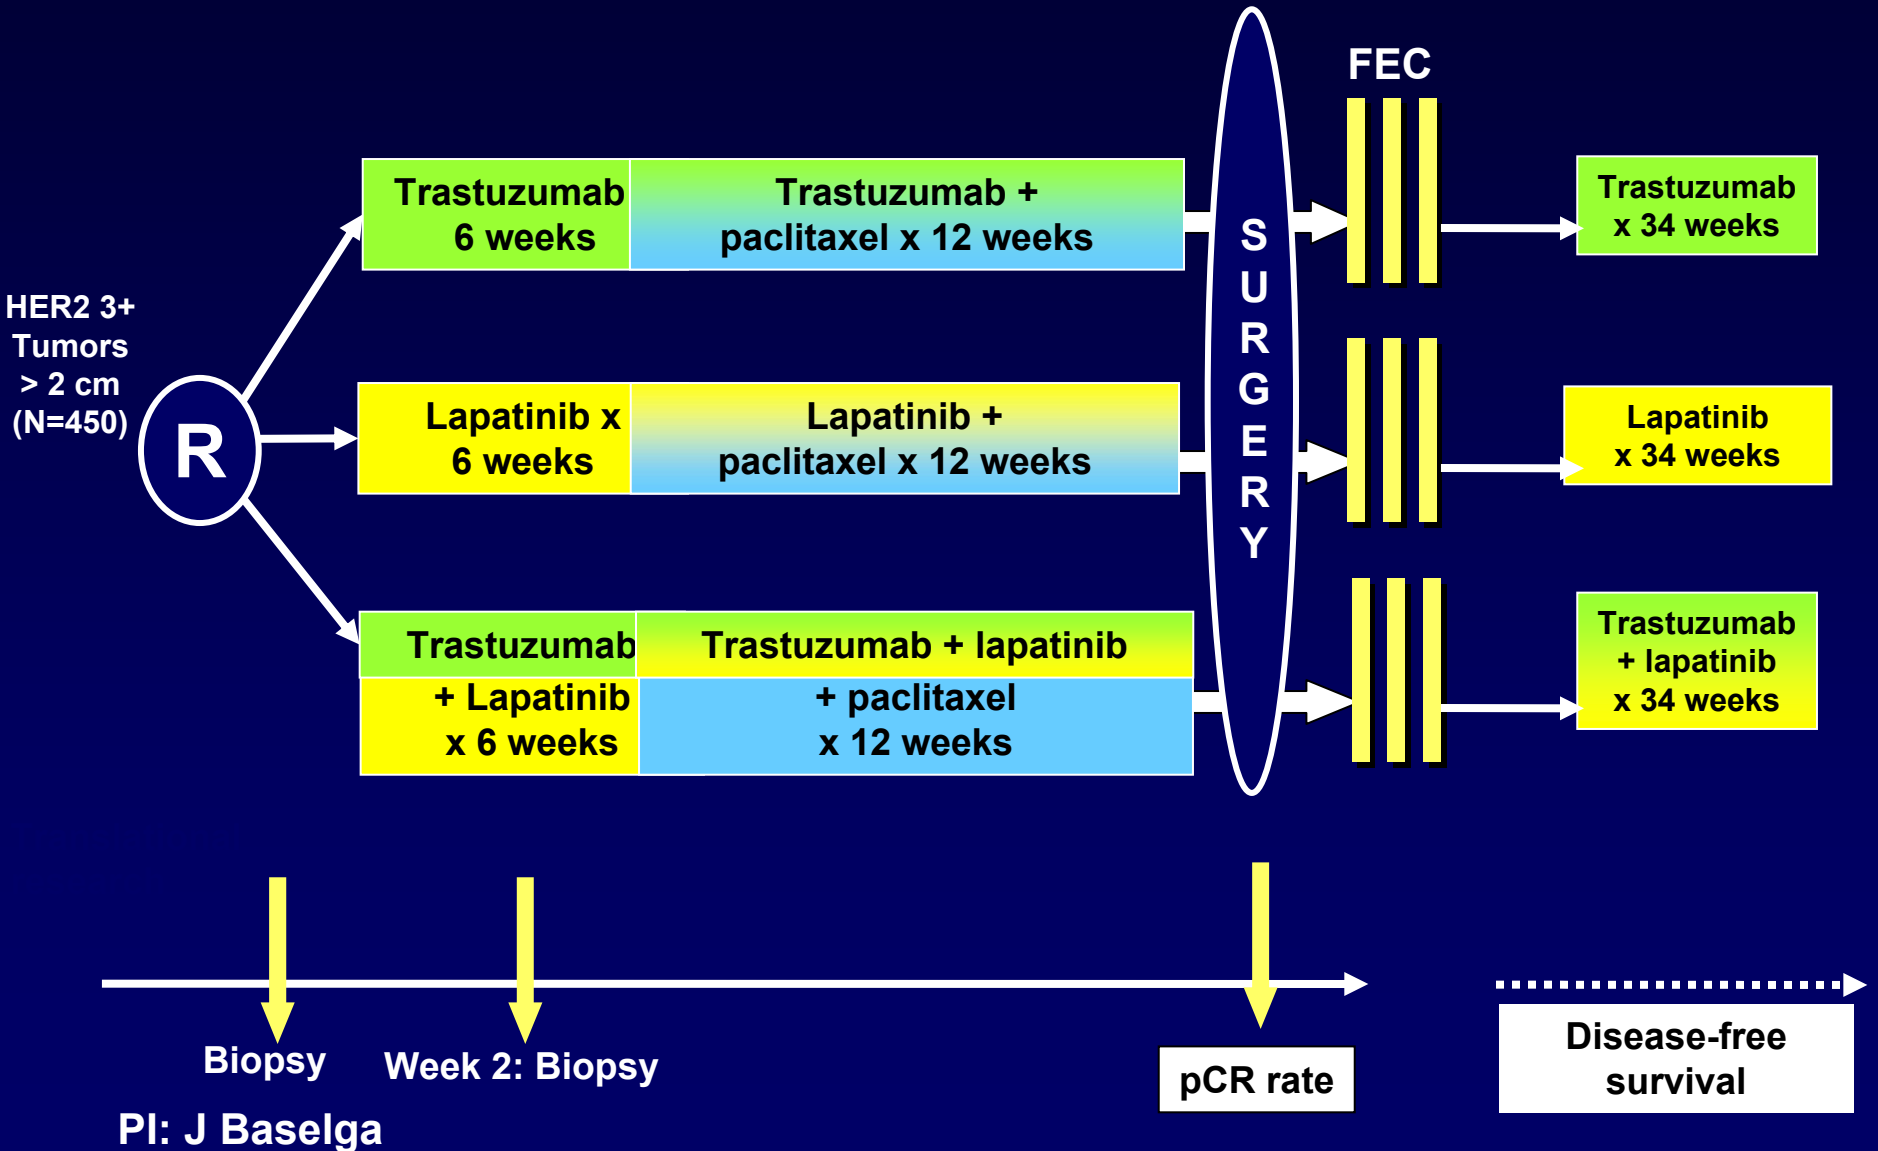 FEC
Trastuzumab
6 weeks
Trastuzumab +
paclitaxel x 12 weeks
Trastuzumab
x 34 weeks
HER2 3+
Tumors
> 2 cm
(N=450)
R
Lapatinib x
6 weeks
Lapatinib +
paclitaxel x 12 weeks
Lapatinib
x 34 weeks
S
U
R
G
E
R
Y
Trastuzumab
+ Lapatinib
x 6 weeks
Trastuzumab + lapatinib
+ paclitaxel
x 12 weeks
Trastuzumab
+ lapatinib
x 34 weeks
Biopsy
Week 2: Biopsy
pCR rate
Disease-free
survival
PI: J Baselga